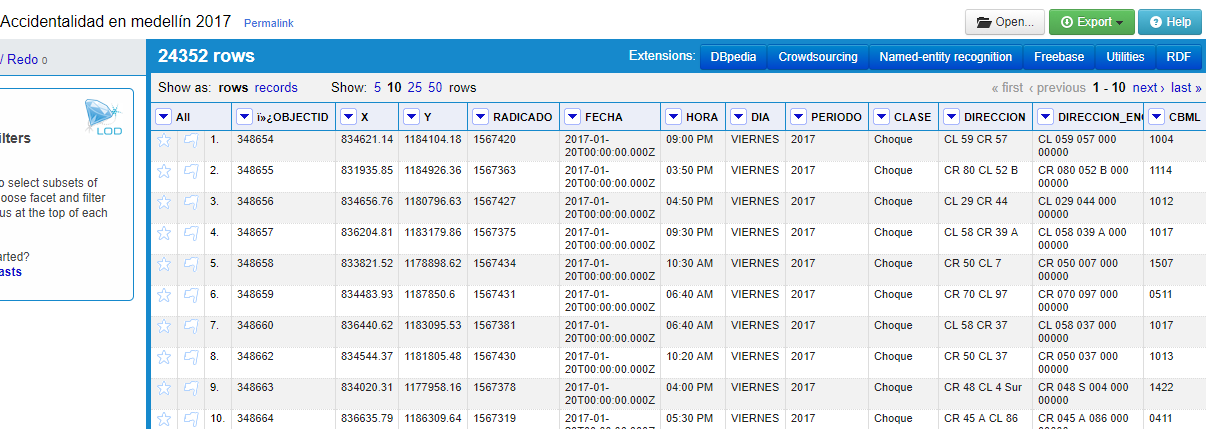 Accidentalidad en medellín 2017 Permalink
Open... Export Help
/ Redo 0
24352 rows
Extensions: DBpedia Crowdsourcing Named-entity recognition Freebase Utilities RDF
Show as: rows records Show: 5 10 25 50 rows
« first ‹ previous 1 - 10 next › last »
LOD
ilters
o select subsets of
oose facet and filter
us at the top of each
arted?
asts
All ï»¿OBJECTID X Y RADICADO FECHA HORA DIA PERIODO CLASE DIRECCION DIRECCION_EN CBML
1. 348654 834621.14 1184104.18 1567420 2017-01- 09:00 PM VIERNES 2017 Choque CL 59 CR 57 CL 059 057 000 1004
20T00:00:00.000Z 00000
2. 348655 831935.85 1184926.36 1567363 2017-01- 03:50 PM VIERNES 2017 Choque CR 80 CL 52 B CR 080 052 B 000 1114
20T00:00:00.000Z 00000
3. 348656 834656.76 1180796.63 1567427 2017-01- 04:50 PM VIERNES 2017 Choque CL 29 CR 44 CL 029 044 000 1012
20T00:00:00.000Z 00000
4. 348657 836204.81 1183179.86 1567375 2017-01- 09:30 PM VIERNES 2017 Choque CL 58 CR 39 A CL 058 039 A 000 1017
20T00:00:00.000Z 00000
5. 348658 833821.52 1178898.62 1567434 2017-01- 10:30 AM VIERNES 2017 Choque CR 50 CL 7 CR 050 007 000 1507
20T00:00:00.000Z 00000
6. 348659 834483.93 1187850.6 1567431 2017-01- 06:40 AM VIERNES 2017 Choque CR 70 CL 97 CR 070 097 000 0511
20T00:00:00.000Z 00000
7. 348660 836440.62 1183095.53 1567381 2017-01- 06:40 AM VIERNES 2017 Choque CL 58 CR 37 CL 058 037 000 1017
20T00:00:00.000Z 00000
8. 348662 834544.37 1181805.48 1567430 2017-01- 10:20 AM VIERNES 2017 Choque CR 50 CL 37 CR 050 037 000 1013
20T00:00:00.000Z 00000
9. 348663 834020.31 1177958.16 1567378 2017-01- 04:00 PM VIERNES 2017 Choque CR 48 CL 4 Sur CR 048 S 004 000 1422
20T00:00:00.000Z 00000
10. 348664 836635.79 1186309.64 1567319 2017-01- 05:30 PM VIERNES 2017 Choque CR 45 A CL 86 CR 045 A 086 000 0411